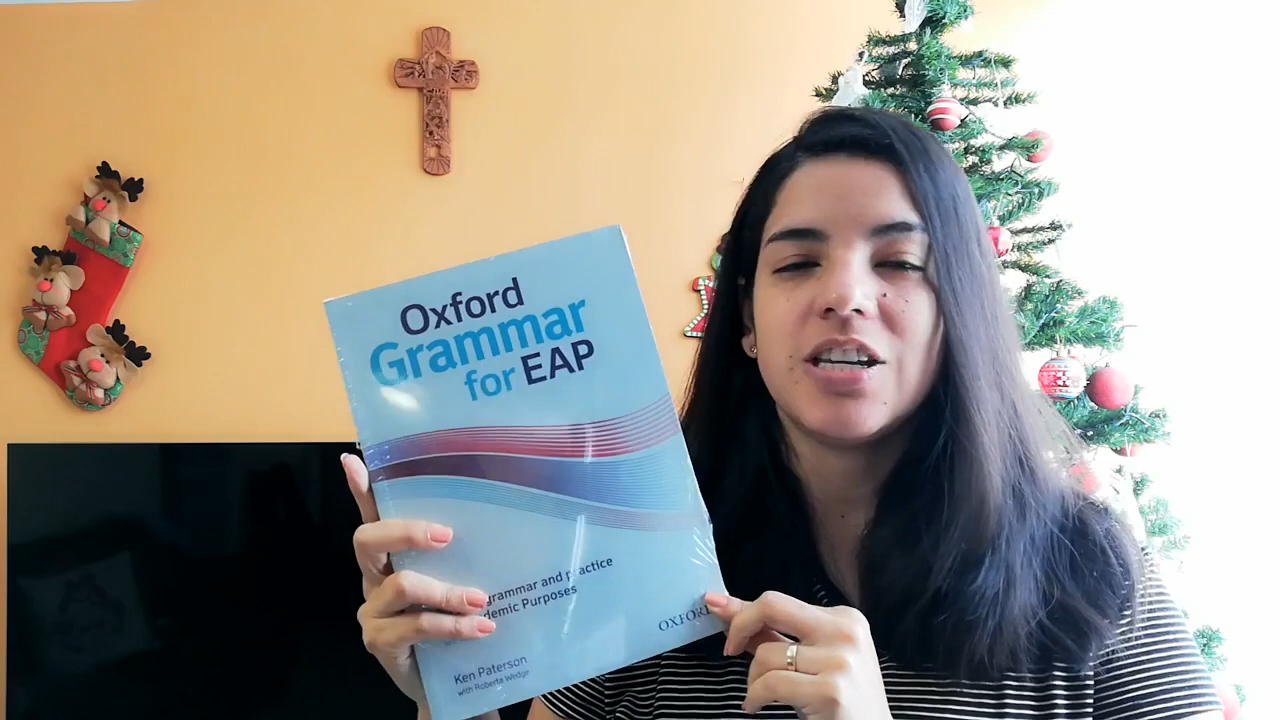 Oxford
Grammar
for EAP
grammar and practice
demic Purposes
OXFORD
Ken Paterson
with Roberta Wedge